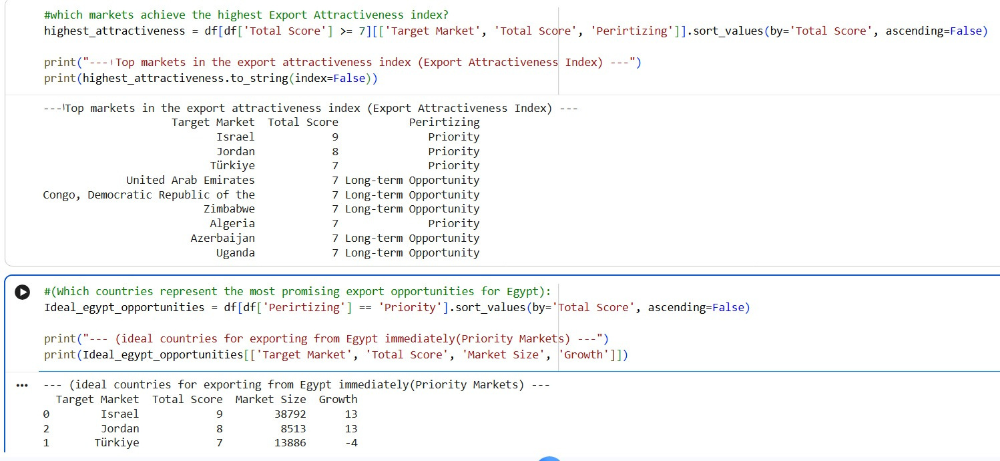 #which markets achieve the highest Export Attractiveness index?
highest_attractiveness = df[df['Total Score'] >= 7][['Target Market', 'Total Score', 'Perirtizing']].sort_values(by='Total Score', ascending=False)
print("---اTop markets in the export attractiveness index (Export Attractiveness Index) ---")
print(highest_attractiveness.to_string(index=False))
---اTop markets in the export attractiveness index (Export Attractiveness Index) ---
Target Market Total Score Perirtizing
Israel 9 Priority
Jordan 8 Priority
Türkiye 7 Priority
United Arab Emirates 7 Long-term Opportunity
Congo, Democratic Republic of the 7 Long-term Opportunity
Zimbabwe 7 Long-term Opportunity
Algeria 7 Priority
Azerbaijan 7 Long-term Opportunity
Uganda 7 Long-term Opportunity
#(Which countries represent the most promising export opportunities for Egypt):
Ideal_egypt_opportunities = df[df['Perirtizing'] == 'Priority'].sort_values(by='Total Score', ascending=False)
print("--- (ideal countries for exporting from Egypt immediately(Priority Markets) ---")
print(Ideal_egypt_opportunities[['Target Market', 'Total Score', 'Market Size', 'Growth']])
--- (ideal countries for exporting from Egypt immediately(Priority Markets) ---
Target Market Total Score Market Size Growth
0 Israel 9 38792 13
2 Jordan 8 8513 13
1 Türkiye 7 13886 -4